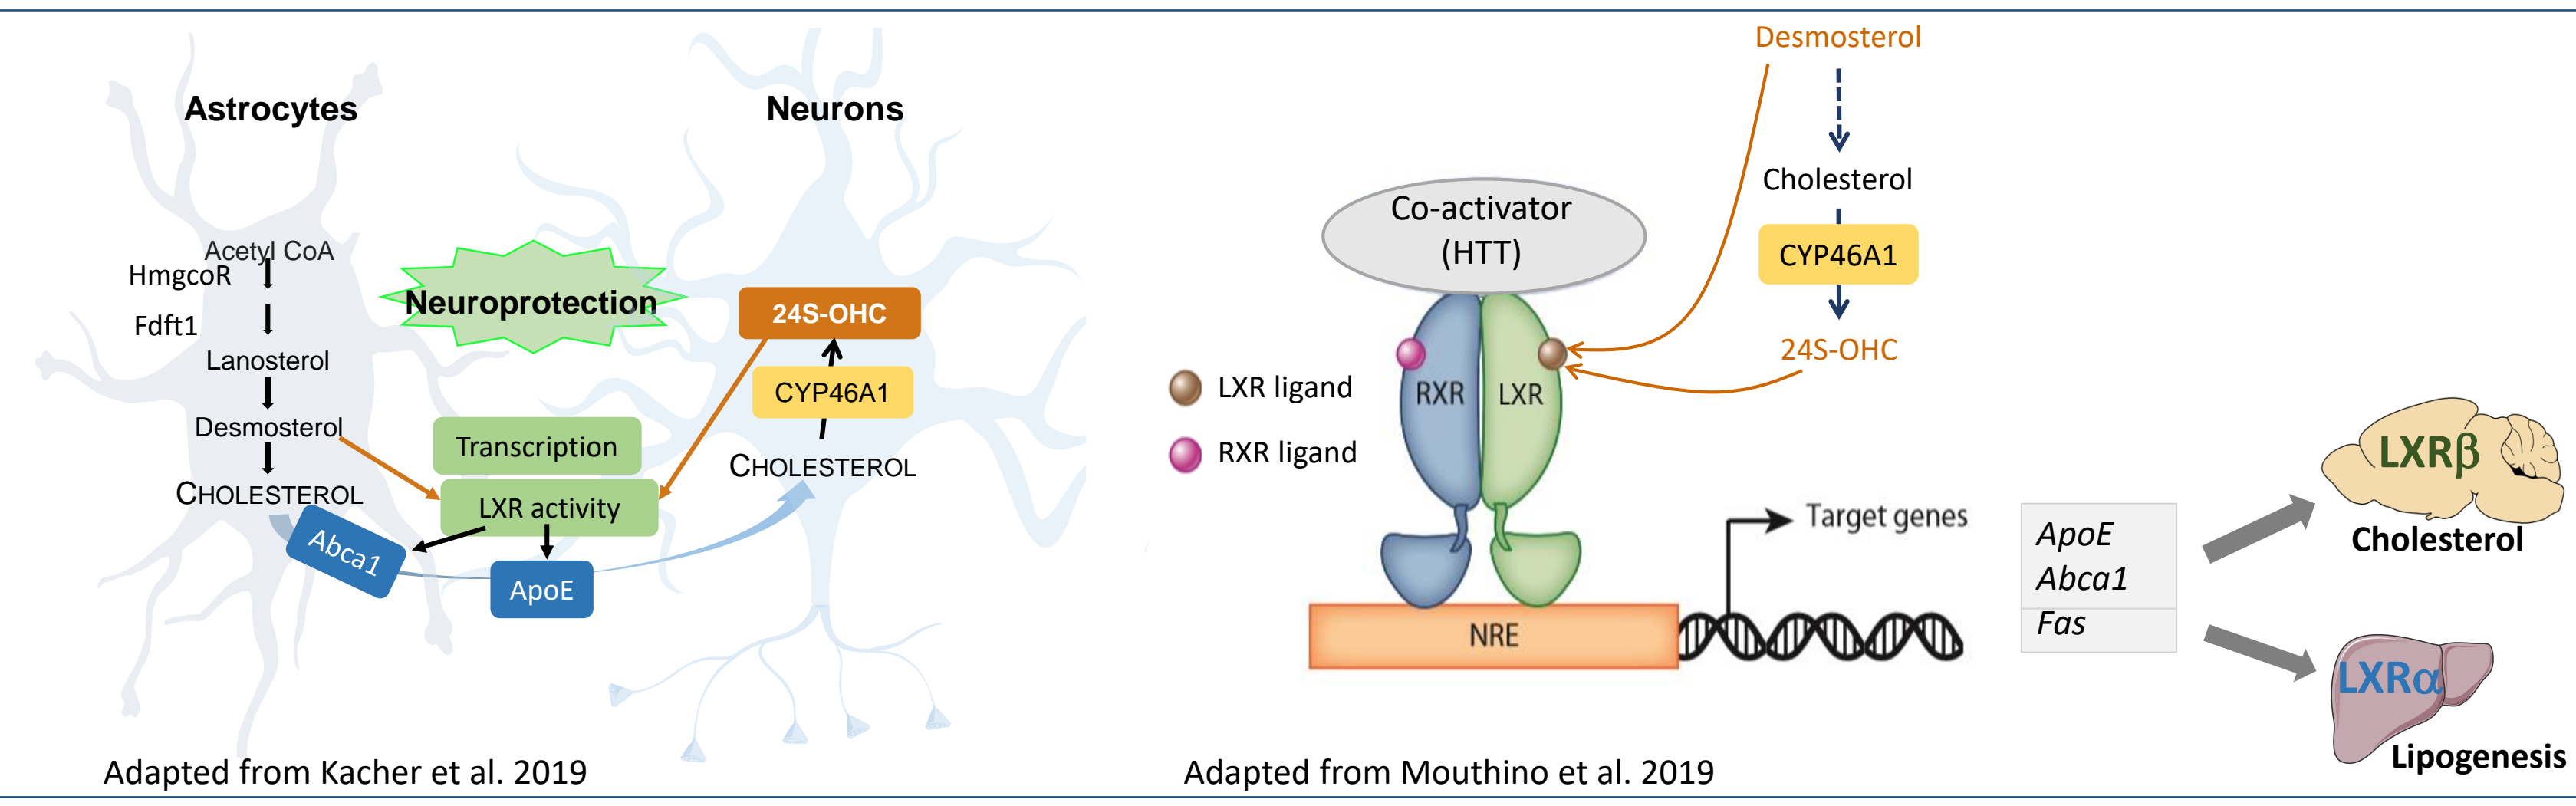 Astrocytes
Neurons
Acetyl CoA
HmgcoR
Fdft1
Lanosterol
Desmosterol
CHOLESTEROL
Neuroprotection
Transcription
LXR activity
Abca1
ApoE
24S-OHC
CYP46A1
CHOLESTEROL
Adapted from Kacher et al. 2019
Desmosterol
Cholesterol
CYP46A1
24S-OHC
Co-activator
(HTT)
RXR
LXR
LXR ligand
RXR ligand
Target genes
NRE
ApoE
Abca1
Fas
LXRβ
Cholesterol
LXRα
Lipogenesis
Adapted from Mouthino et al. 2019